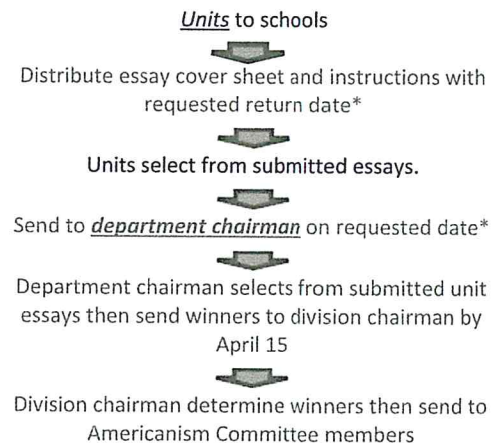 Units to schools
Distribute essay cover sheet and instructions with
requested return date*
Units select from submitted essays.
Send to department chairman on requested date*
Department chairman selects from submitted unit
essays then send winners to division chairman by
April 15
Division chairman determine winners then send to
Americanism Committee members